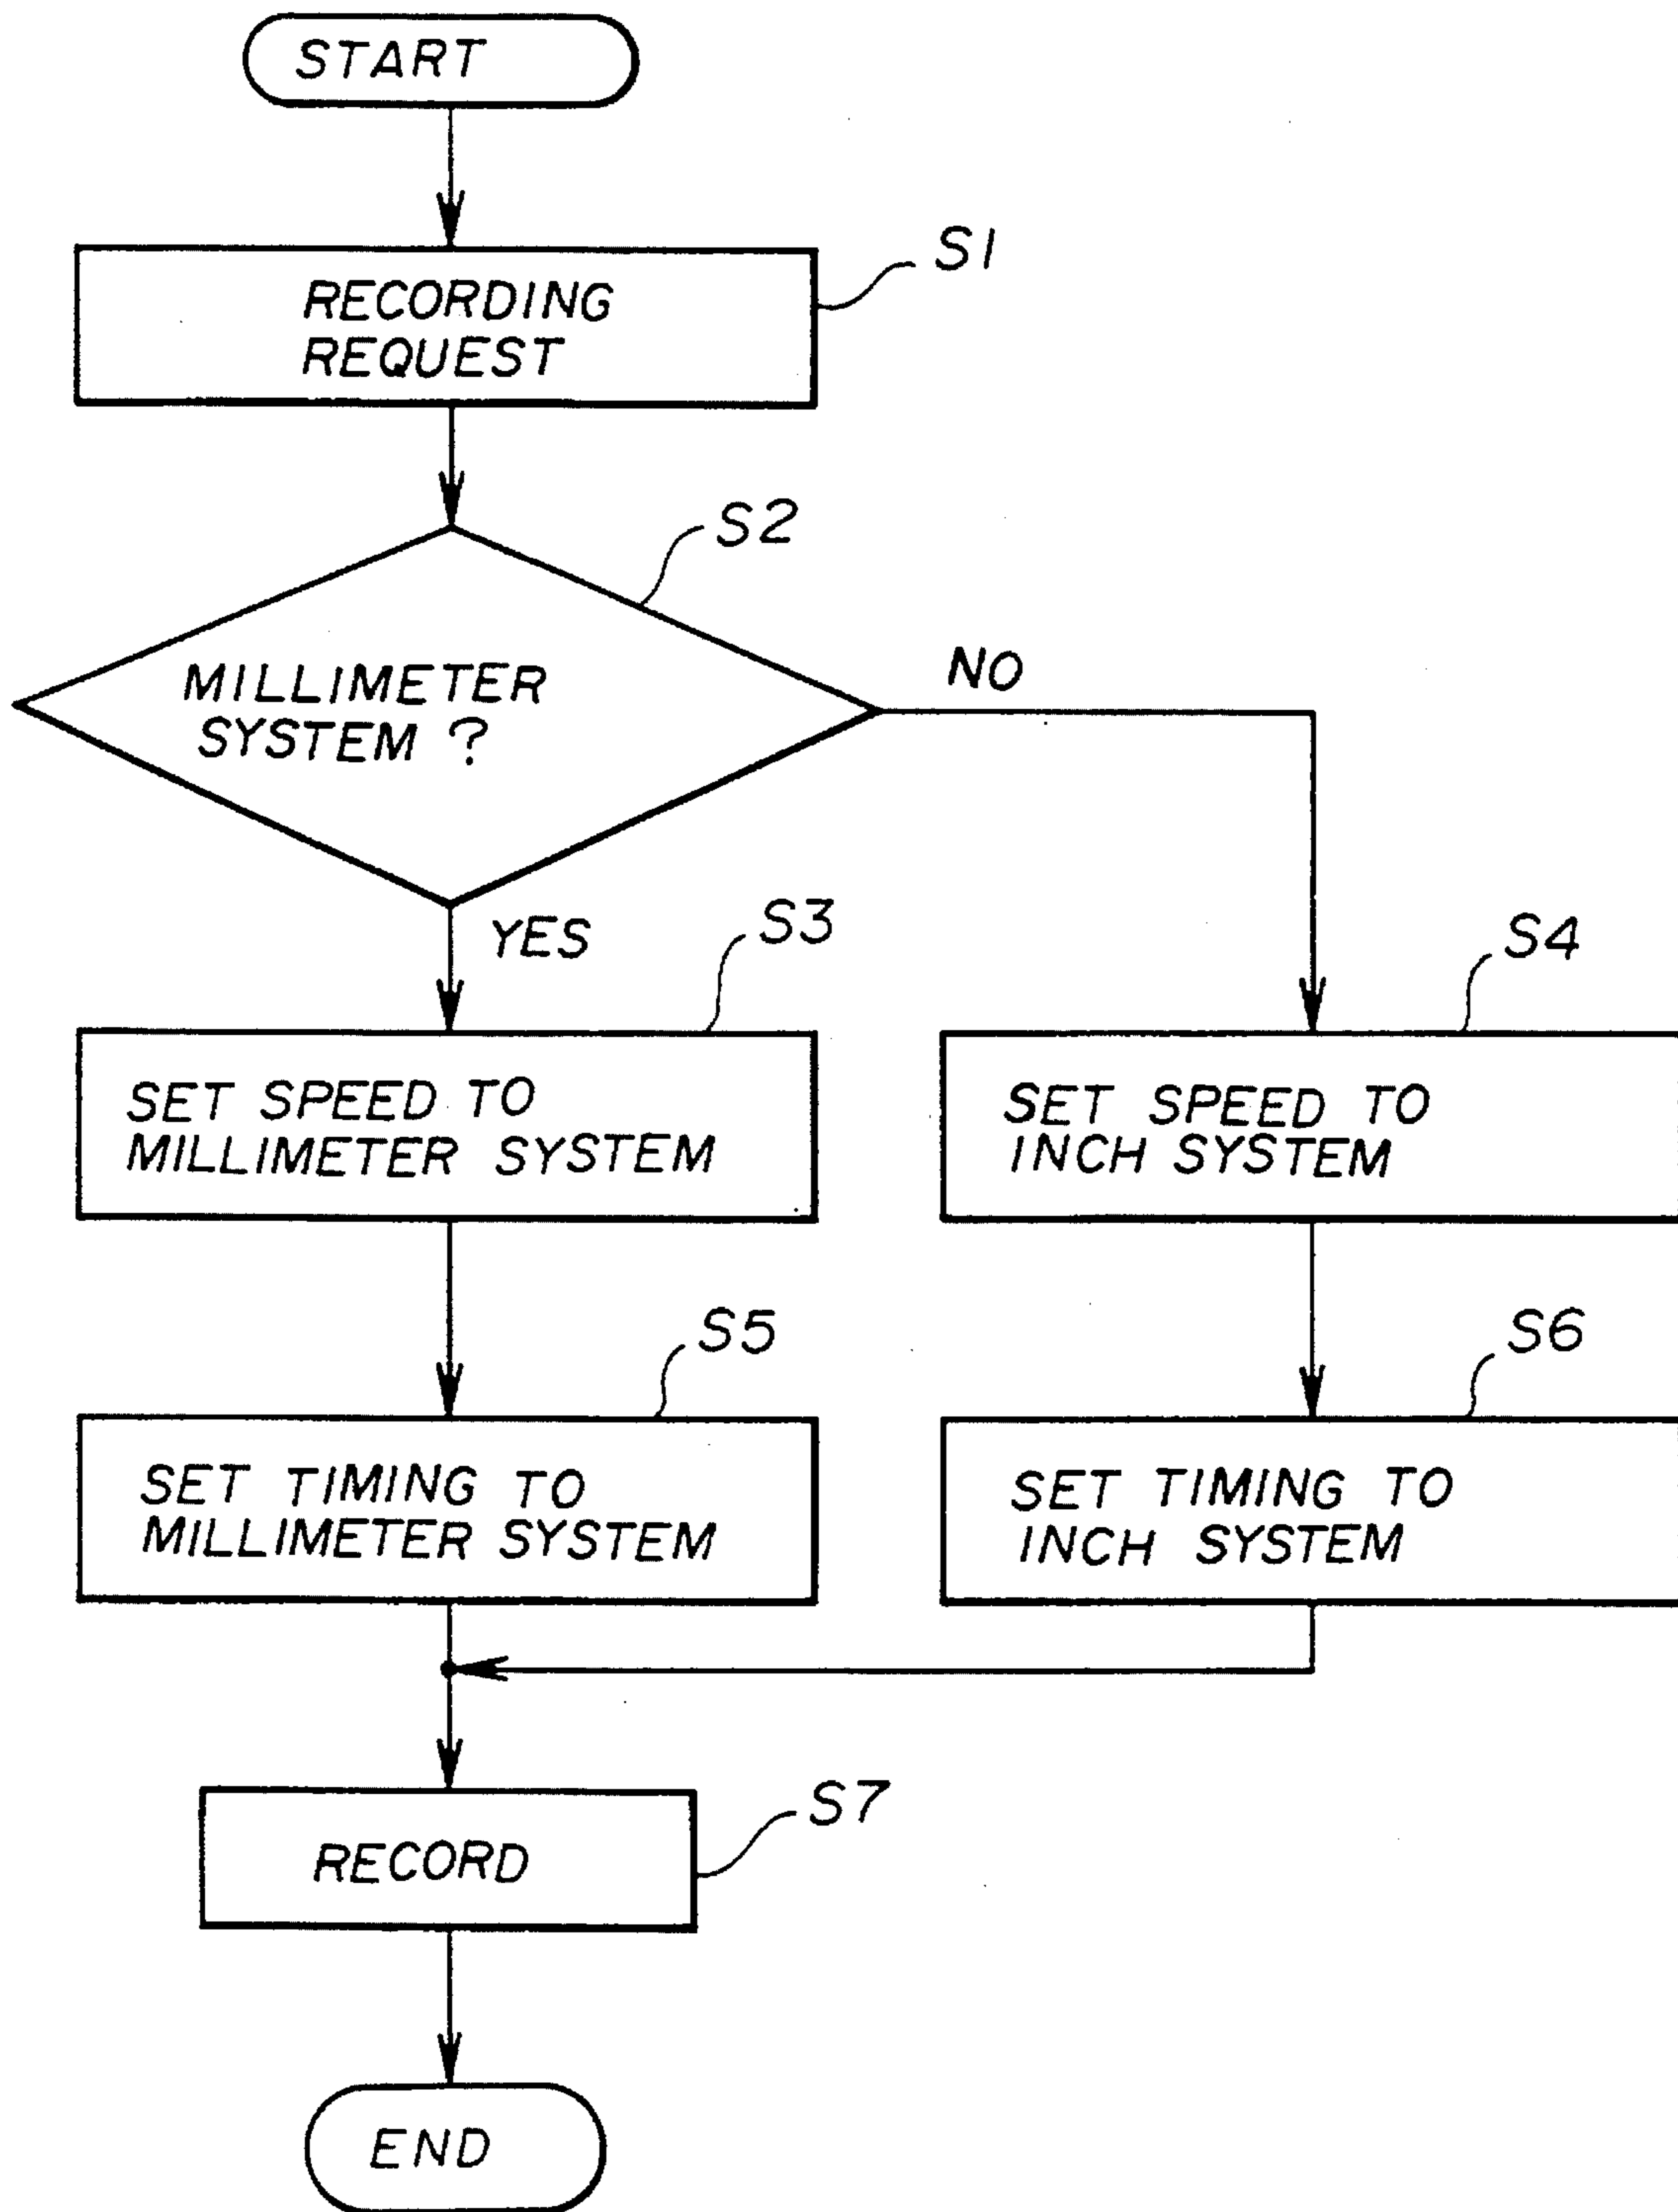 START
S1
RECORDING
REQUEST
S2
MILLIMETER
SYSTEM ?
NO
YES
S3
S4
SET SPEED TO
MILLIMETER SYSTEM
SET SPEED TO
INCH SYSTEM
S5
S6
SET TIMING TO
MILLIMETER SYSTEM
SET TIMING TO
INCH SYSTEM
S7
RECORD
END